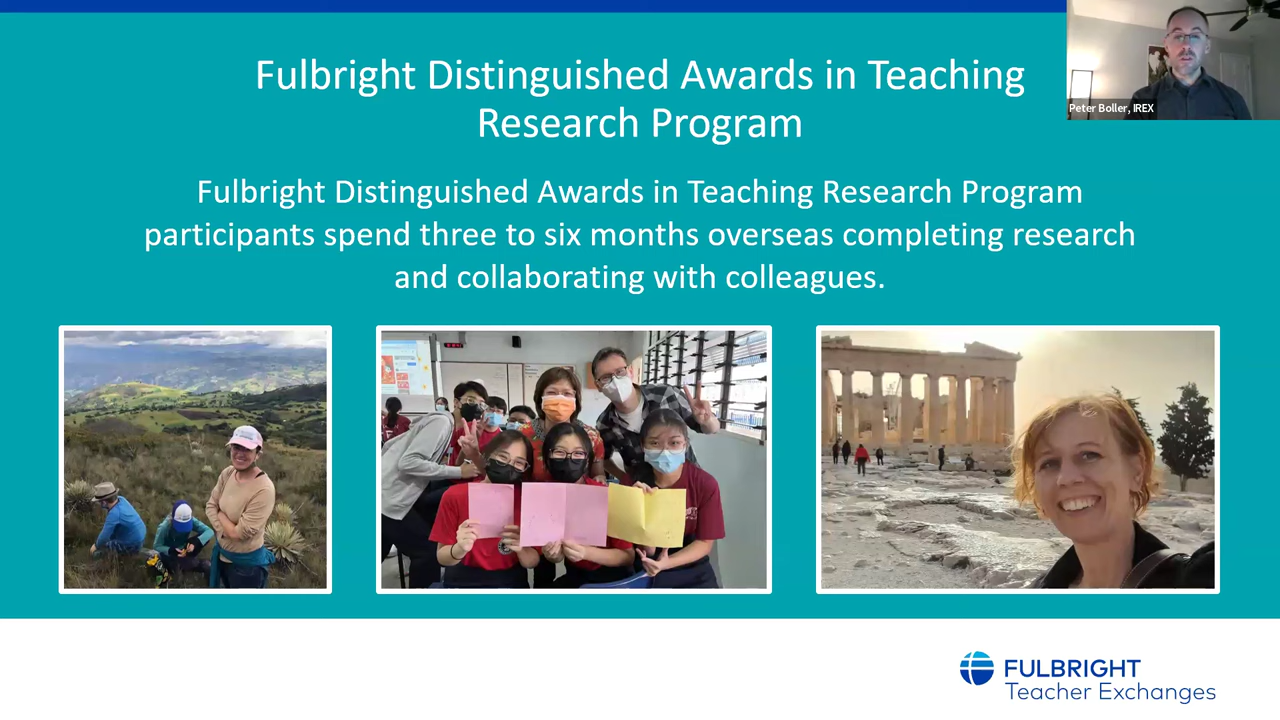 Fulbright Distinguished Awards in Teaching
Research Program
Peter Boller, IREX
Fulbright Distinguished Awards in Teaching Research Program
participants spend three to six months overseas completing research
and collaborating with colleagues.
FULBRIGHT
Teacher Exchanges